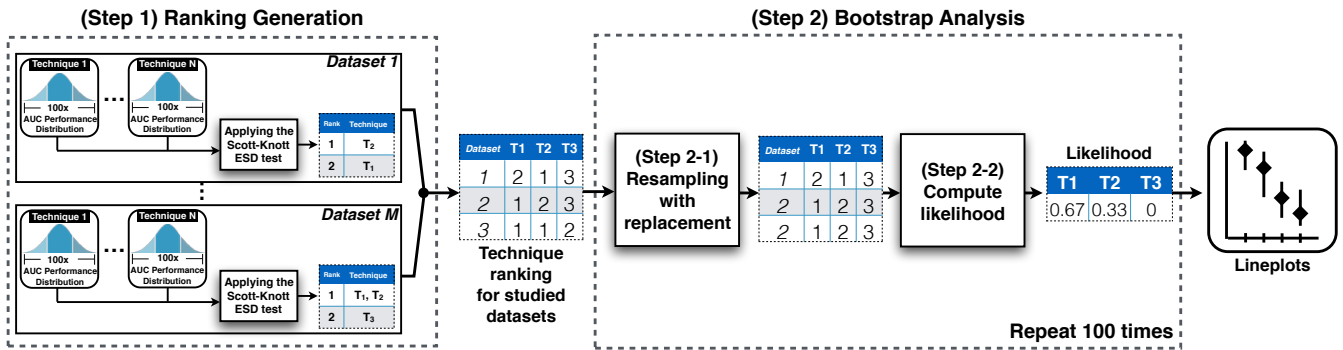 (Step 1) Ranking Generation
Dataset 1
Technique 1
...
Technique N
100x
AUC Performance
Distribution
100x
AUC Performance
Distribution
Applying the
Scott-Knott
ESD test
Rank Technique
1 T2
2 T1
Dataset M
Technique 1
...
Technique N
100x
AUC Performance
Distribution
100x
AUC Performance
Distribution
Applying the
Scott-Knott
ESD test
Rank Technique
1 T1, T2
2 T3
Dataset T1 T2 T3
1 2 1 3
2 1 2 3
3 1 1 2
Technique
ranking
for studied
datasets
(Step 2) Bootstrap Analysis
(Step 2-1)
Resampling
with
replacement
Dataset T1 T2 T3
1 2 1 3
2 1 2 3
2 1 2 3
(Step 2-2)
Compute
likelihood
Likelihood
T1 T2 T3
0.67 0.33 0
Repeat 100 times
Lineplots